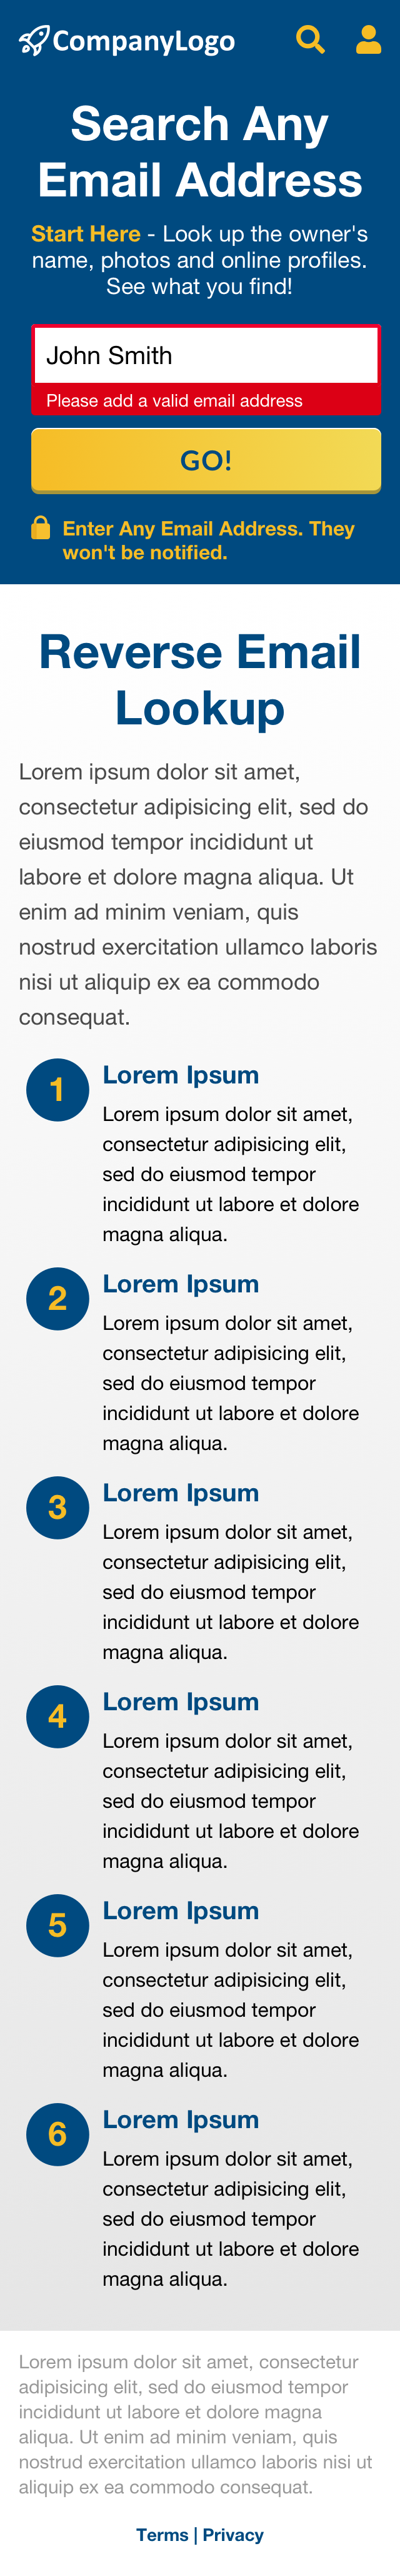 CompanyLogo
Search Any
Email Address
Start Here - Look up the owner's
name, photos and online profiles.
See what you find!
John Smith
Please add a valid email address
GO!
Enter Any Email Address. They
won't be notified.
Reverse Email
Lookup
Lorem ipsum dolor sit amet,
consectetur adipisicing elit, sed do
eiusmod tempor incididunt ut
labore et dolore magna aliqua. Ut
enim ad minim veniam, quis
nostrud exercitation ullamco laboris
nisi ut aliquip ex ea commodo
consequat.
1
Lorem Ipsum
Lorem ipsum dolor sit amet,
consectetur adipisicing elit,
sed do eiusmod tempor
incididunt ut labore et dolore
magna aliqua.
2
Lorem Ipsum
Lorem ipsum dolor sit amet,
consectetur adipisicing elit,
sed do eiusmod tempor
incididunt ut labore et dolore
magna aliqua.
3
Lorem Ipsum
Lorem ipsum dolor sit amet,
consectetur adipisicing elit,
sed do eiusmod tempor
incididunt ut labore et dolore
magna aliqua.
4
Lorem Ipsum
Lorem ipsum dolor sit amet,
consectetur adipisicing elit,
sed do eiusmod tempor
incididunt ut labore et dolore
magna aliqua.
5
Lorem Ipsum
Lorem ipsum dolor sit amet,
consectetur adipisicing elit,
sed do eiusmod tempor
incididunt ut labore et dolore
magna aliqua.
6
Lorem Ipsum
Lorem ipsum dolor sit amet,
consectetur adipisicing elit,
sed do eiusmod tempor
incididunt ut labore et dolore
magna aliqua.
Lorem ipsum dolor sit amet, consectetur
adipisicing elit, sed do eiusmod tempor
incididunt ut labore et dolore magna
aliqua. Ut enim ad minim veniam, quis
nostrud exercitation ullamco laboris nisi ut
aliquip ex ea commodo consequat.
Terms | Privacy